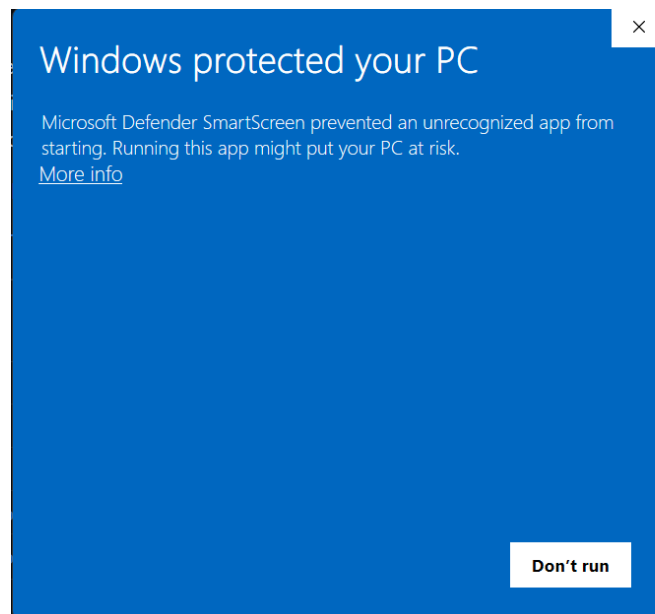 Windows protected your PC
Microsoft Defender SmartScreen prevented an unrecognized app from
starting. Running this app might put your PC at risk.
More info
Don’t run